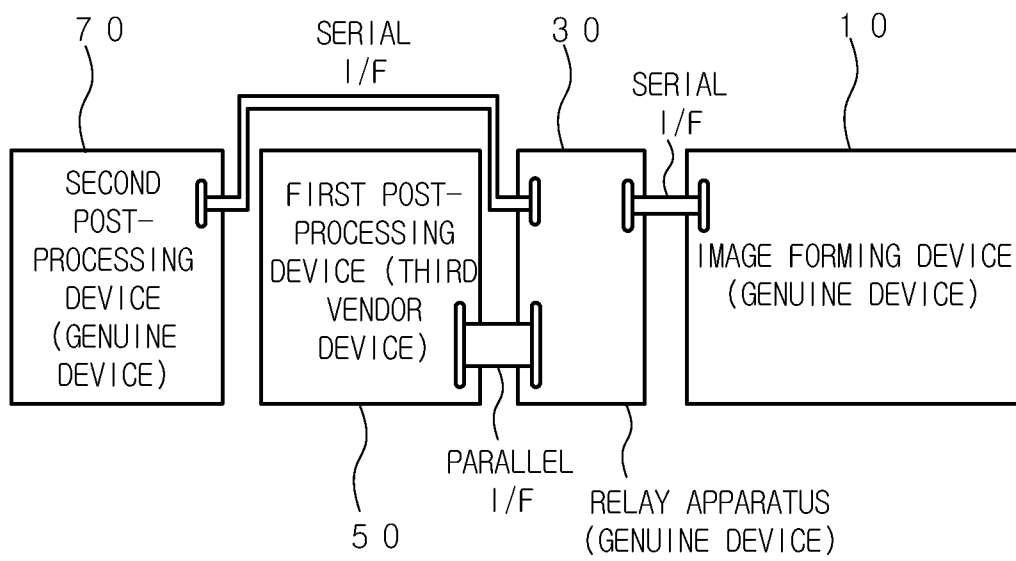 70
SERIAL
I/F
30
SERIAL
I/F
10
SECOND
POST-
PROCESSING
DEVICE
(GENUINE
DEVICE)
FIRST POST-
PROCESSING
DEVICE (THIRD
VENDOR
DEVICE)
IMAGE FORMING DEVICE
(GENUINE DEVICE)
PARALLEL
I/F
50
RELAY APPARATUS
(GENUINE DEVICE)